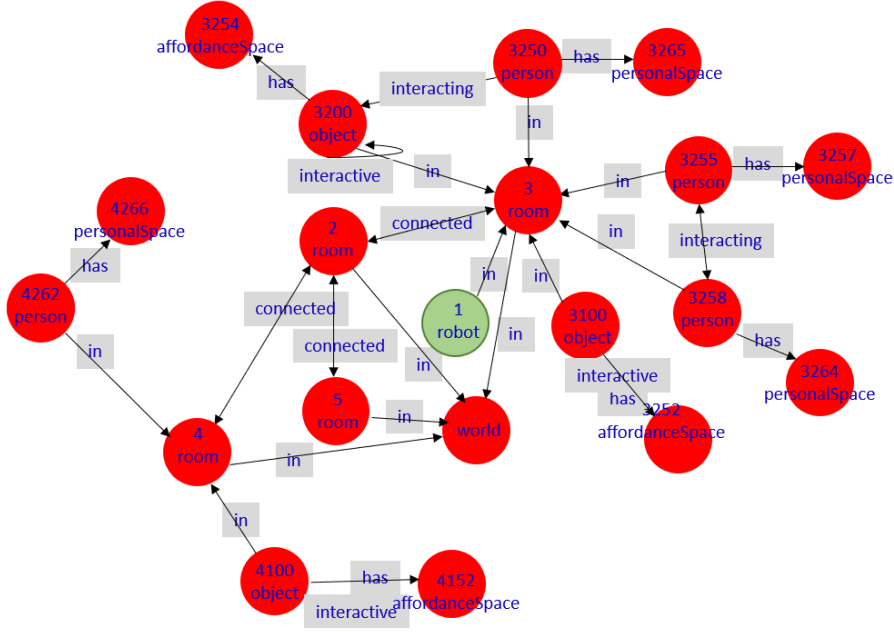 3254
affordanceSpace
3250
person
has
3265
personalSpace
has
interacting
3200
object
in
3255
person
has
3257
personalSpace
interactive
in
in
3
room
4266
personalSpace
2
room
connected
in
interacting
has
in
in
4262
person
connected
1
robot
3100
object
3258
person
in
connected
in
has
in
interactive
has
3264
personalSpace
5
room
in
3252
affordanceSpace
4
room
world
in
in
4100
object
has
4152
affordanceSpace
interactive